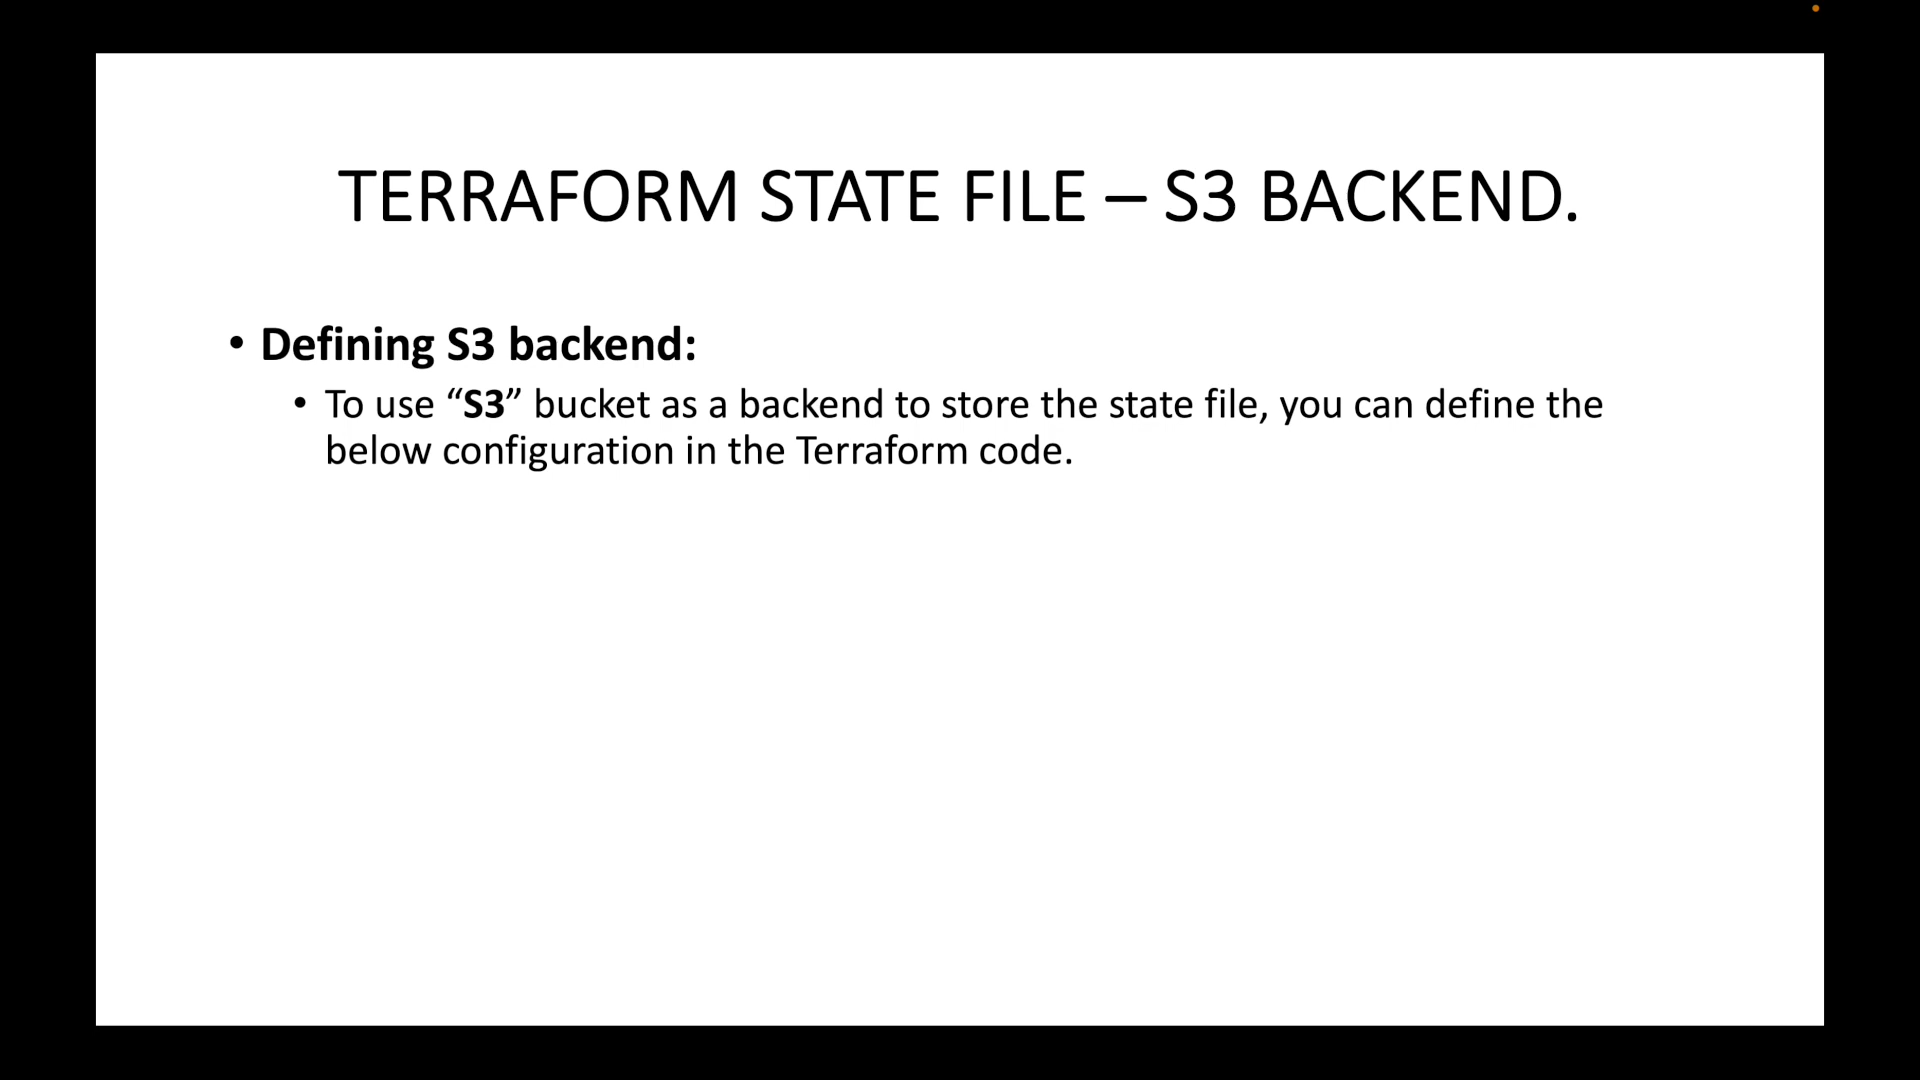 TERRAFORM STATE FILE – S3 BACKEND.
• Defining S3 backend:
• To use “S3” bucket as a backend to store the state file, you can define the
below configuration in the Terraform code.